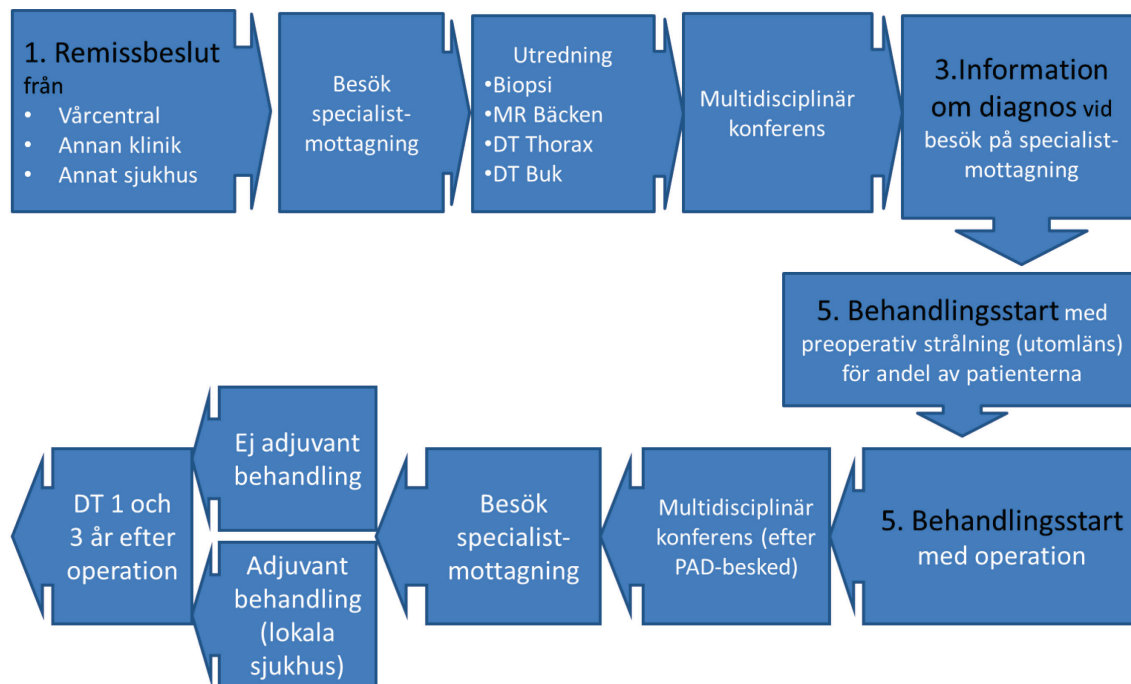 1. Remissbeslut
från
• Vårcentral
• Annan klinik
• Annat sjukhus
Besök
specialist-
mottagning
Utredning
•Biopsi
•MR Bäcken
•DT Thorax
•DT Buk
Multidisciplinär
konferens
3.Information
om diagnos vid
besök på specialist-
mottagning
5. Behandlingsstart med
preoperativ strålning (utomläns)
för andel av patienterna
5. Behandlingsstart
med operation
Multidisciplinär
konferens (efter
PAD-besked)
Besök
specialist-
mottagning
Ej adjuvant
behandling
Adjuvant
behandling
(lokala
sjukhus)
DT 1 och
3 år efter
operation